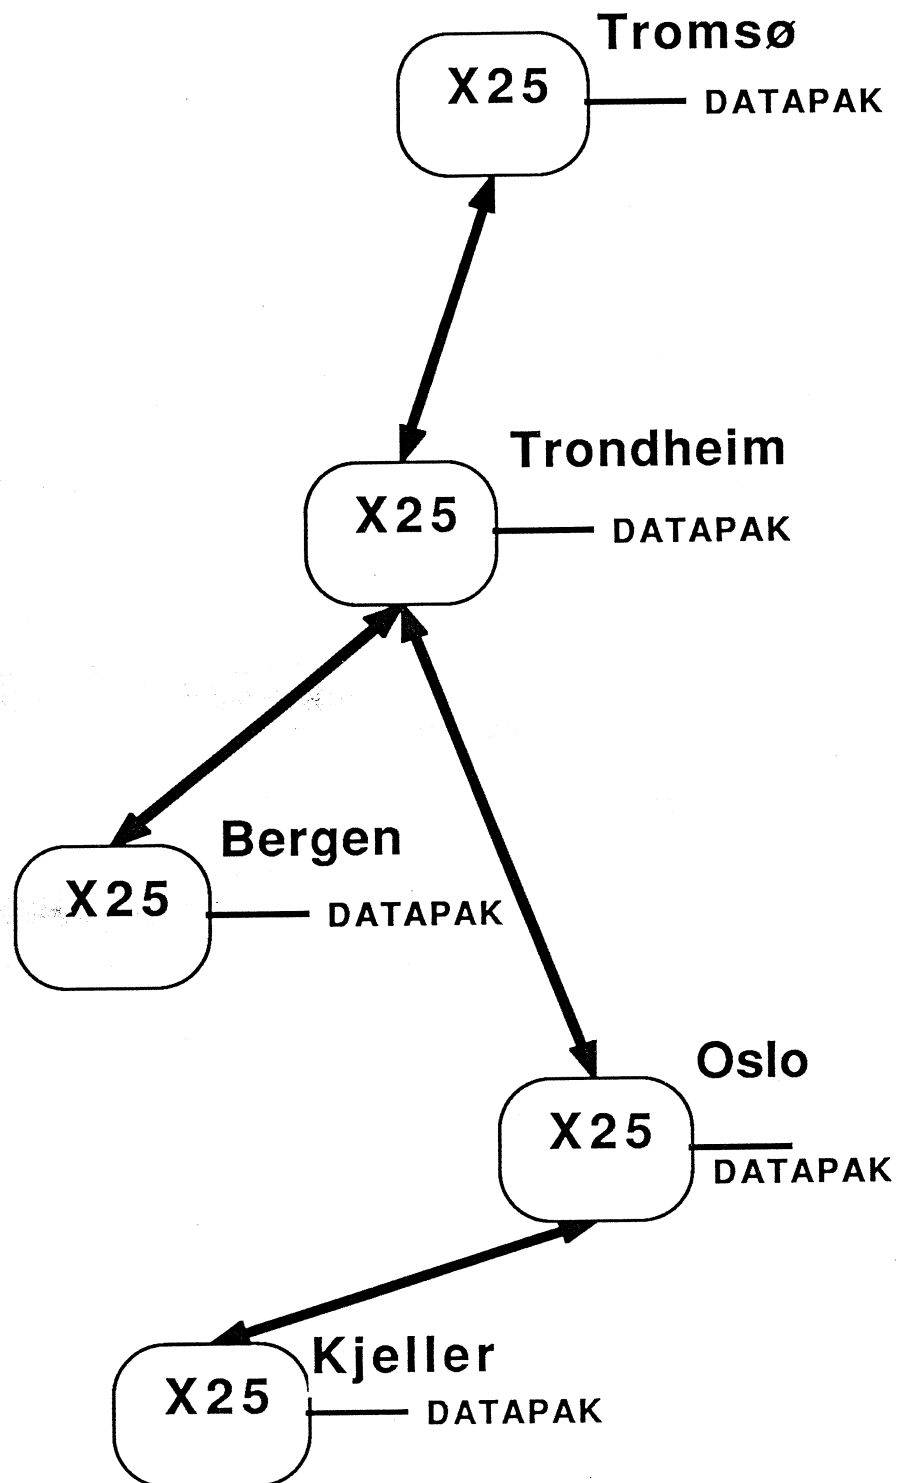 Tromsø
X25
DATAPAK
Trondheim
X25
DATAPAK
Bergen
X25
DATAPAK
Oslo
X25
DATAPAK
Kjeller
X25
DATAPAK